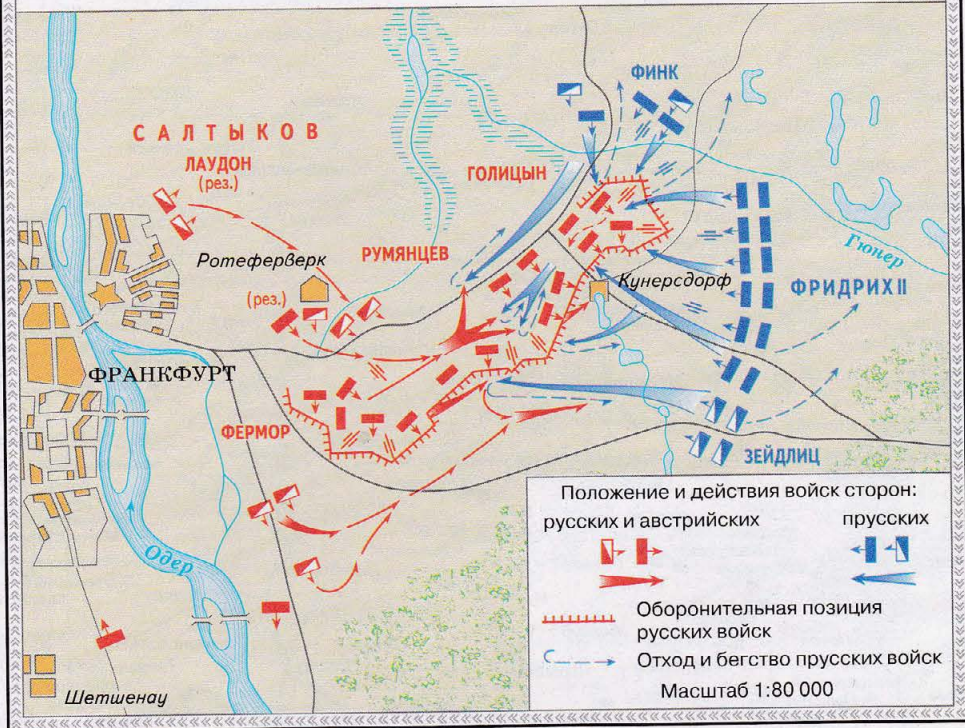 ФИНК
САЛТЫКОВ
ЛАУДОН
(рез.)
ГОЛИЦЫН
РУМЯНЦЕВ
Ротеферверк
(рез.)
Кунерсдорф
Гюнер
ФРИДРИХ II
ФРАНКФУРТ
ФЕРМОР
ЗЕЙДЛИЦ
Одер
Шетшенау
Положение и действия войск сторон:
русских и австрийских
прусских
Оборонительная позиция
русских войск
Отход и бегство прусских войск
Масштаб 1:80 000